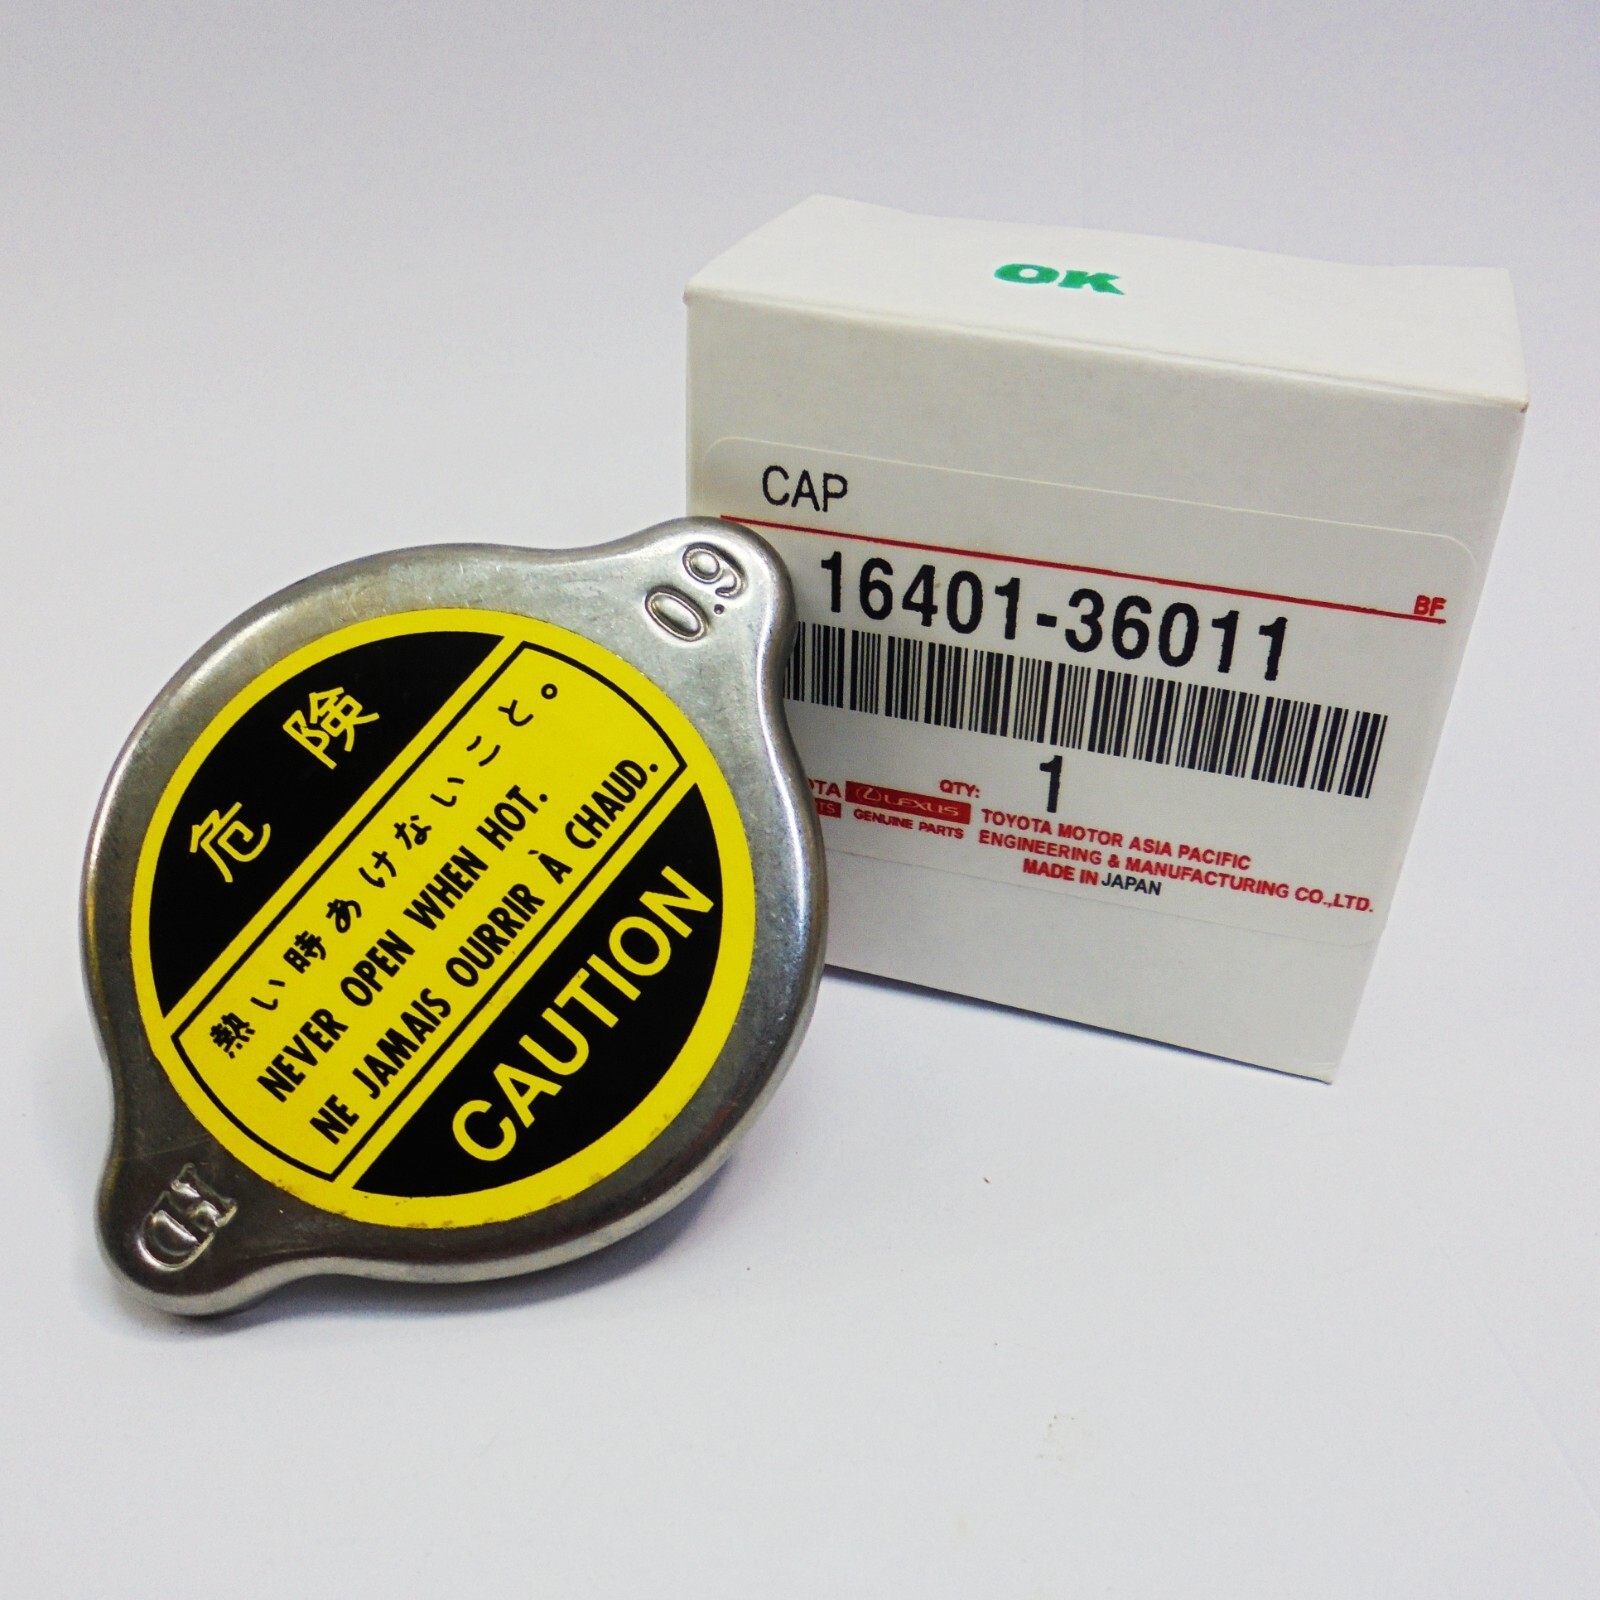 OK
CAP
BF
16401-36011
QTY: 1
LEXUS
GENUINE PARTS
TOYOTA MOTOR ASIA PACIFIC
ENGINEERING & MANUFACTURING CO.,LTD.
MADE IN JAPAN
0.9
危険
熱い時あけないこと。
NEVER OPEN WHEN HOT.
NE JAMAIS OURRIR À CHAUD.
CAUTION